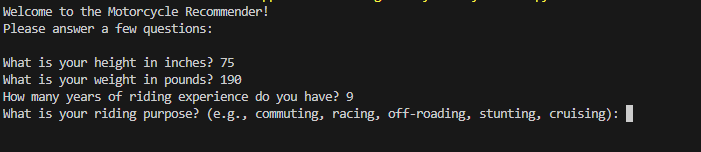 Welcome to the Motorcycle Recommender!
Please answer a few questions:
What is your height in inches? 75
What is your weight in pounds? 190
How many years of riding experience do you have? 9
What is your riding purpose? (e.g., commuting, racing, off-roading, stunting, cruising):